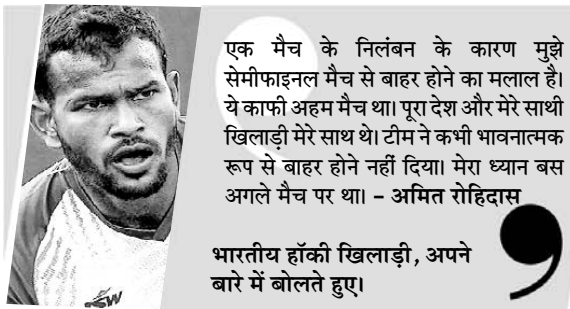 एक मैच के निलंबन के कारण मुझे
सेमीफाइनल मैच से बाहर होने का मलाल है।
ये काफी अहम मैच था। पूरा देश और मेरे साथी
खिलाड़ी मेरे साथ थे। टीम ने कभी भावनात्मक
रूप से बाहर होने नहीं दिया। मेरा ध्यान बस
अगले मैच पर था। – अमित रोहिदास
भारतीय हॉकी खिलाड़ी, अपने
बारे में बोलते हुए।